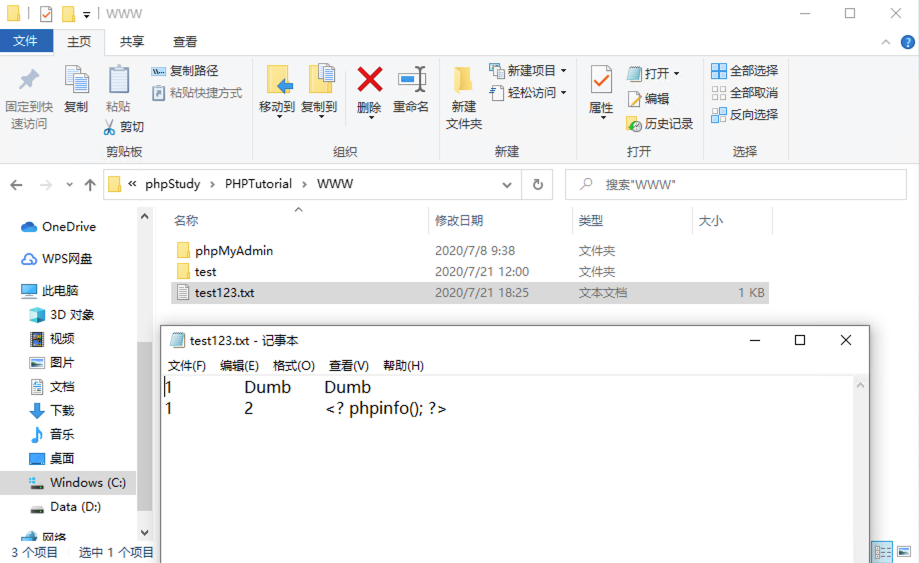 WWW
文件 主页 共享 查看
固定到快速访问 复制 粘贴 复制路径 粘贴快捷方式 剪切 移动到 复制到 删除 重命名 新建文件夹 新建项目 轻松访问 属性 打开 编辑 历史记录 全部选择 全部取消 反向选择
剪贴板 组织 新建 打开 选择
« phpStudy › PHPTutorial › WWW 搜索"WWW"
名称 修改日期 类型 大小
phpMyAdmin 2020/7/8 9:38 文件夹
test 2020/7/21 12:00 文件夹
test123.txt 2020/7/21 18:25 文本文档 1 KB
OneDrive
WPS网盘
此电脑
3D 对象
视频
图片
文档
下载
音乐
桌面
Windows (C:)
Data (D:)
网络
3 个项目 选中 1 个项目
test123.txt - 记事本
文件(F) 编辑(E) 格式(O) 查看(V) 帮助(H)
1 Dumb Dumb
1 2 <? phpinfo(); ?>